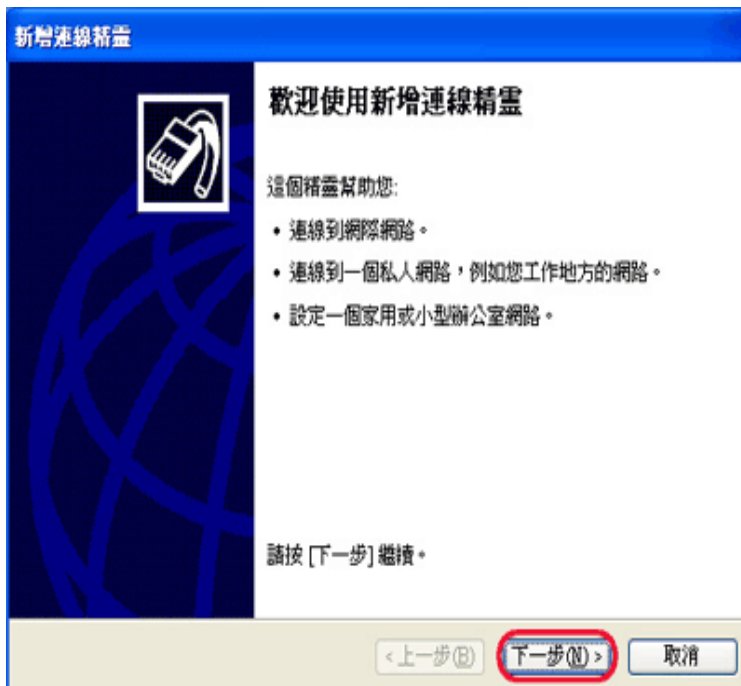 新增連線精靈
歡迎使用新增連線精靈
這個精靈幫助您:
• 連線到網際網路。
• 連線到一個私人網路，例如您工作地方的網路。
• 設定一個家用或小型辦公室網路。
請按 [下一步] 繼續。
<上一步(B) 下一步(N)> 取消